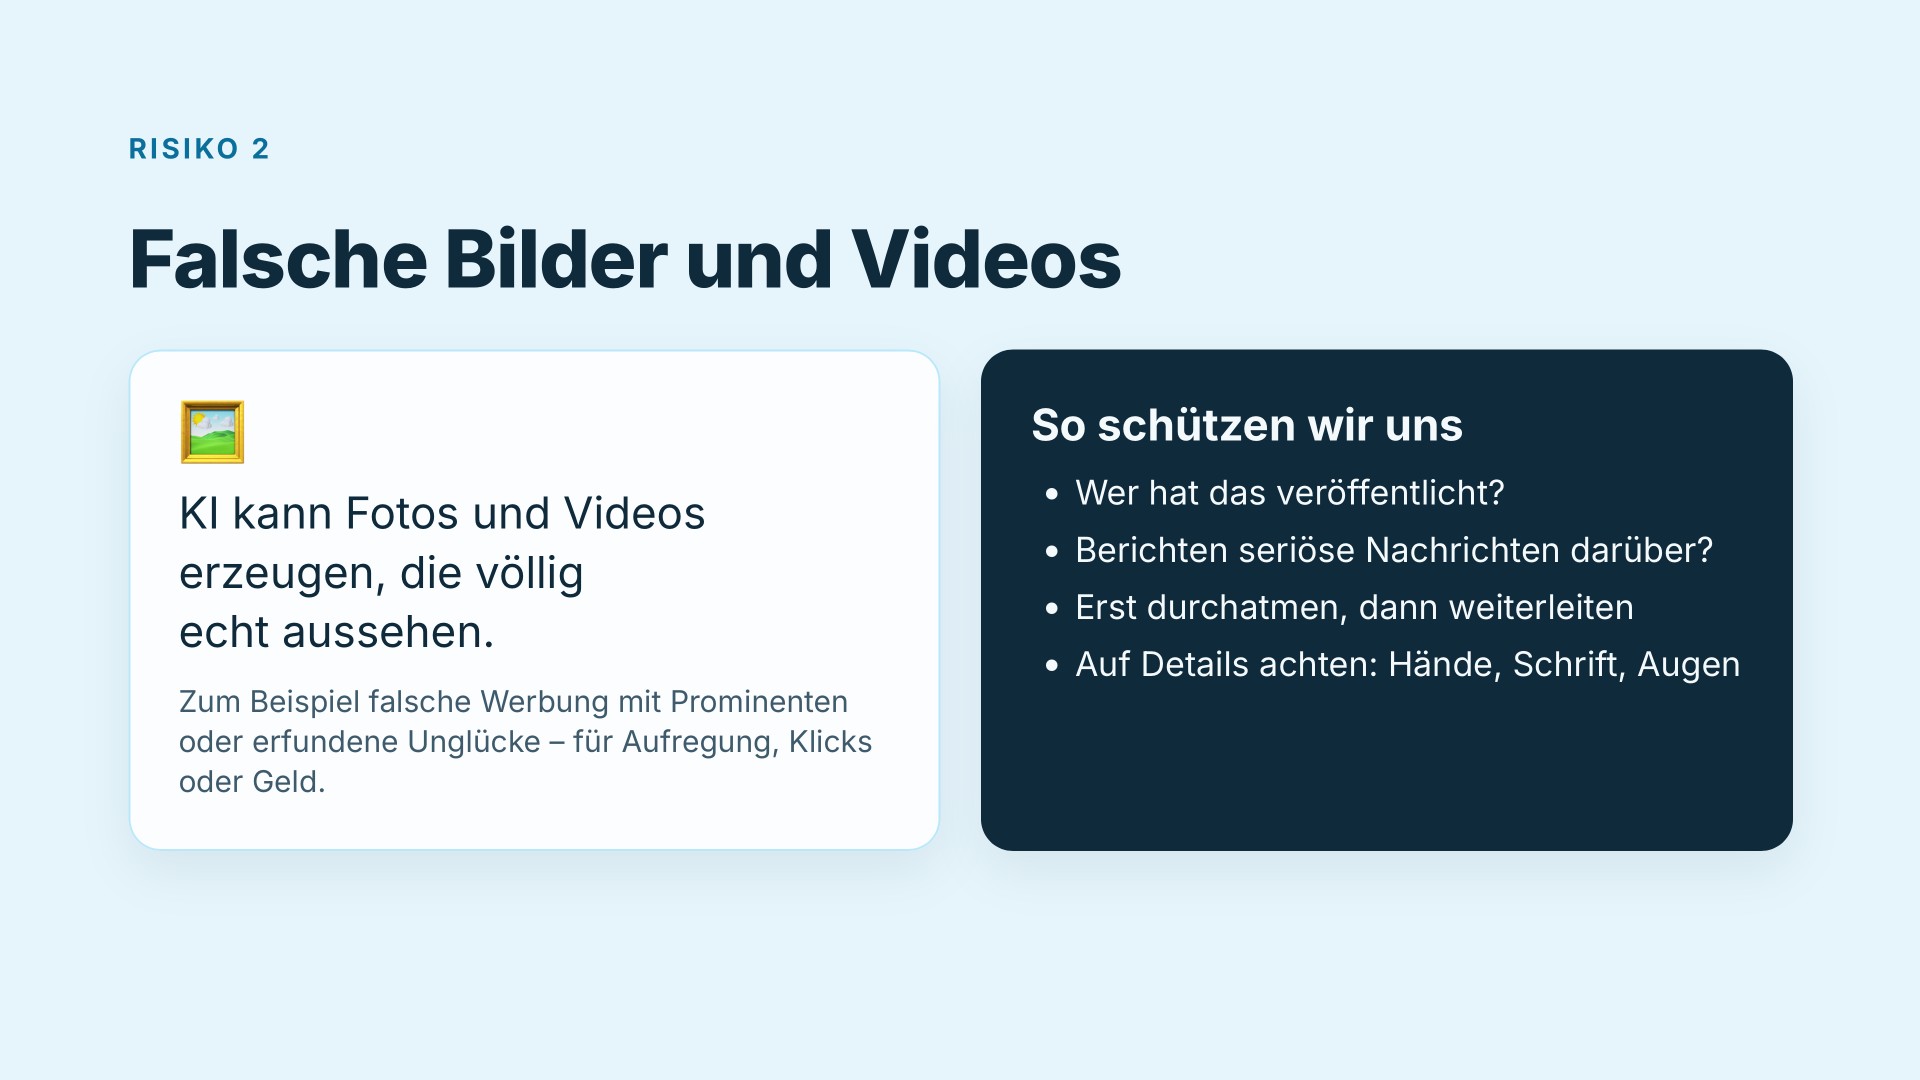 RISIKO 2
Falsche Bilder und Videos
KI kann Fotos und Videos
erzeugen, die völlig
echt aussehen.
Zum Beispiel falsche Werbung mit Prominenten
oder erfundene Unglücke – für Aufregung, Klicks
oder Geld.
So schützen wir uns
• Wer hat das veröffentlicht?
• Berichten seriöse Nachrichten darüber?
• Erst durchatmen, dann weiterleiten
• Auf Details achten: Hände, Schrift, Augen